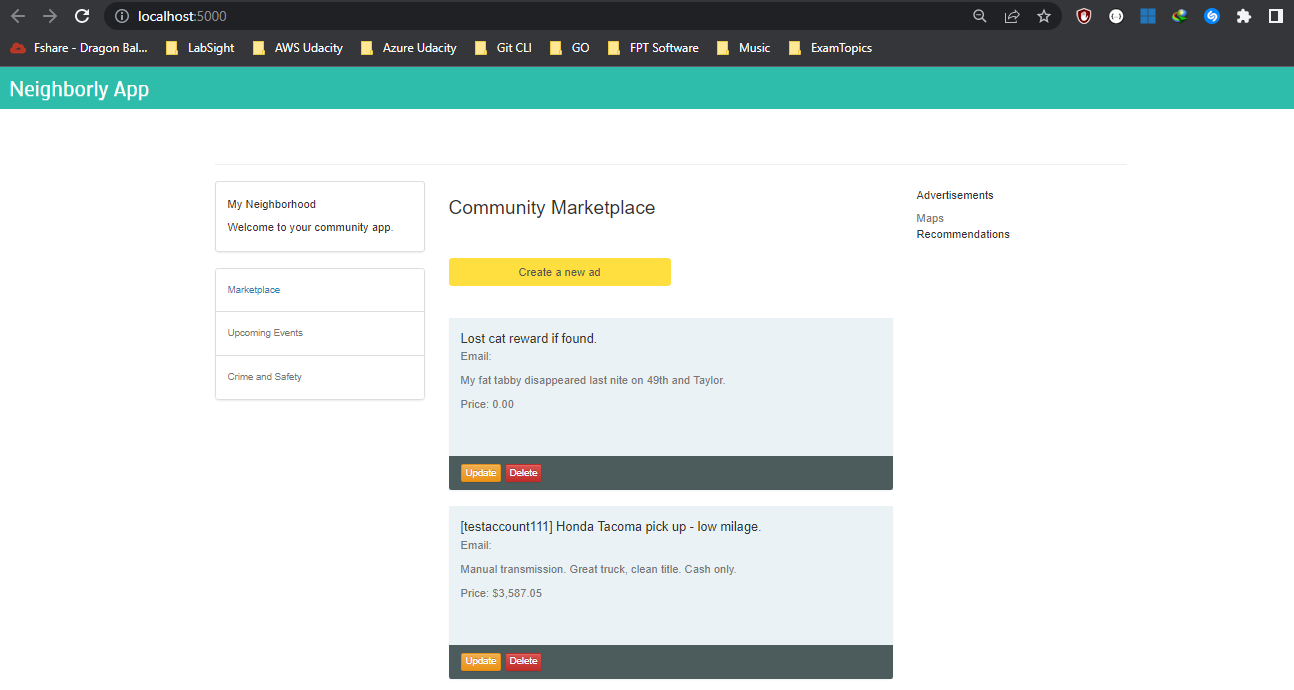 localhost:5000
Fshare - Dragon Bal... LabSight AWS Udacity Azure Udacity Git CLI GO FPT Software Music ExamTopics
Neighborly App
My Neighborhood
Welcome to your community app.
Marketplace
Upcoming Events
Crime and Safety
Community Marketplace
Create a new ad
Lost cat reward if found.
Email:
My fat tabby disappeared last nite on 49th and Taylor.
Price: 0.00
Update Delete
[testaccount111] Honda Tacoma pick up - low milage.
Email:
Manual transmission. Great truck, clean title. Cash only.
Price: $3,587.05
Update Delete
Advertisements
Maps
Recommendations